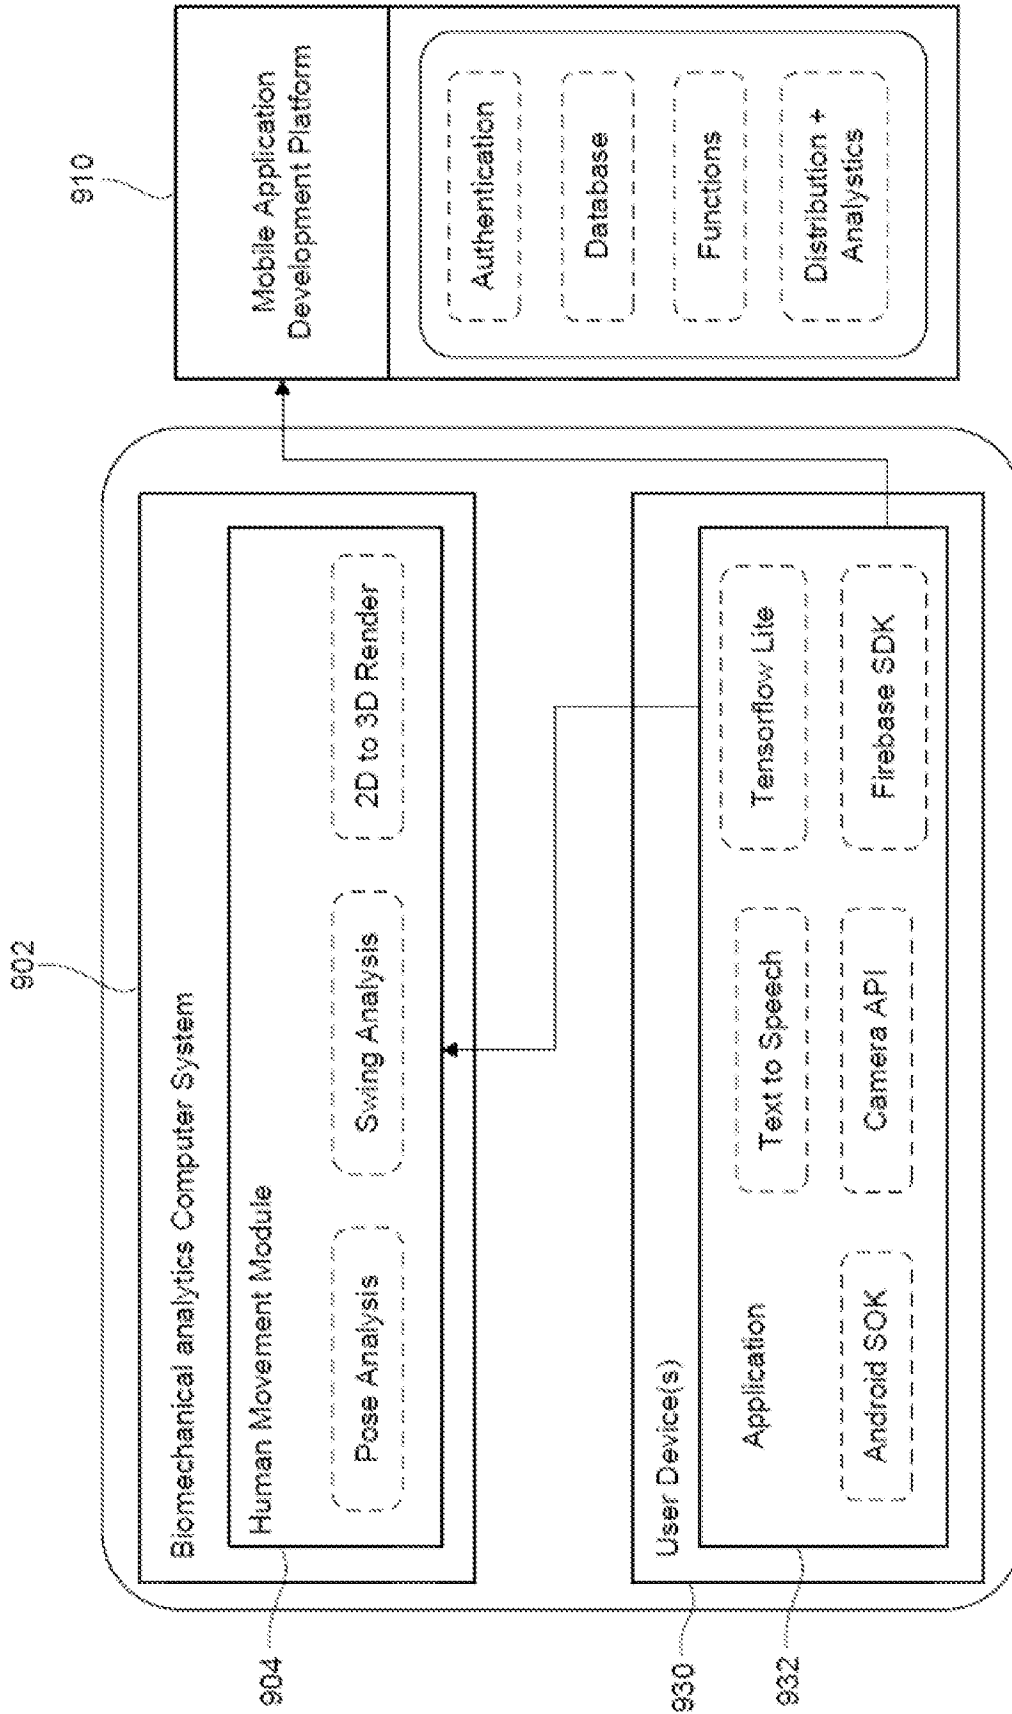 902
910
Biomechanical analytics Computer System
904
Human Movement Module
Pose Analysis
Swing Analysis
2D to 3D Render
Mobile Application
Development Platform
Authentication
Database
Functions
Distribution +
Analystics
930
User Device(s)
932
Application
Text to Speech
Tensorflow Lite
Android SOK
Camera API
Firebase SDK